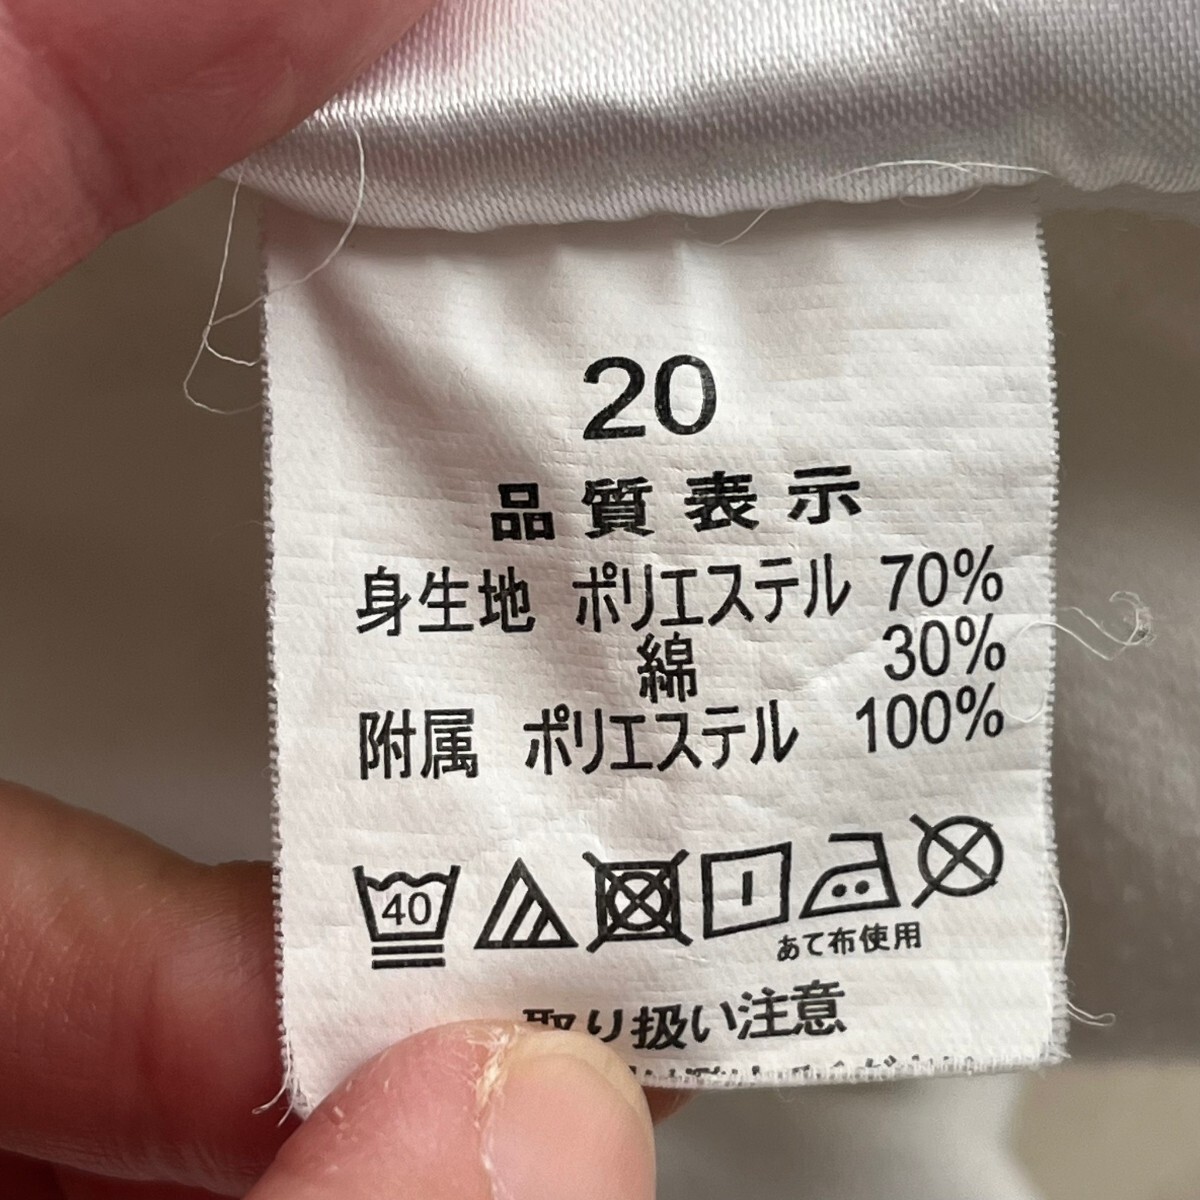 20
品質表示
身生地 ポリエステル 70%
綿 30%
附属 ポリエステル 100%
40
あて布使用
取り扱い注意